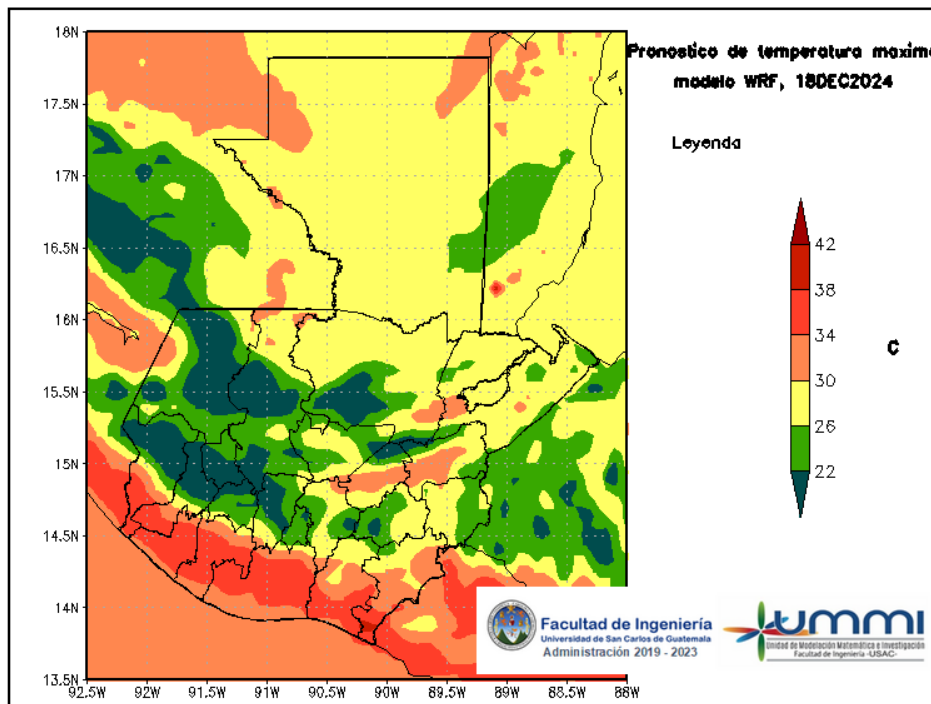 Pronostico de temperatura maxima
modelo WRF, 18DEC2024
Leyenda
42
38
34
30
26
22
C
18N
17.5N
17N
16.5N
16N
15.5N
15N
14.5N
14N
13.5N
92.5W
92W
91.5W
91W
90.5W
90W
89.5W
89W
88.5W
88W
Facultad de Ingeniería
Universidad de San Carlos de Guatemala
Administración 2019 - 2023
ummi
Unidad de Modelación Matemática e Investigación
Facultad de Ingeniería -USAC-